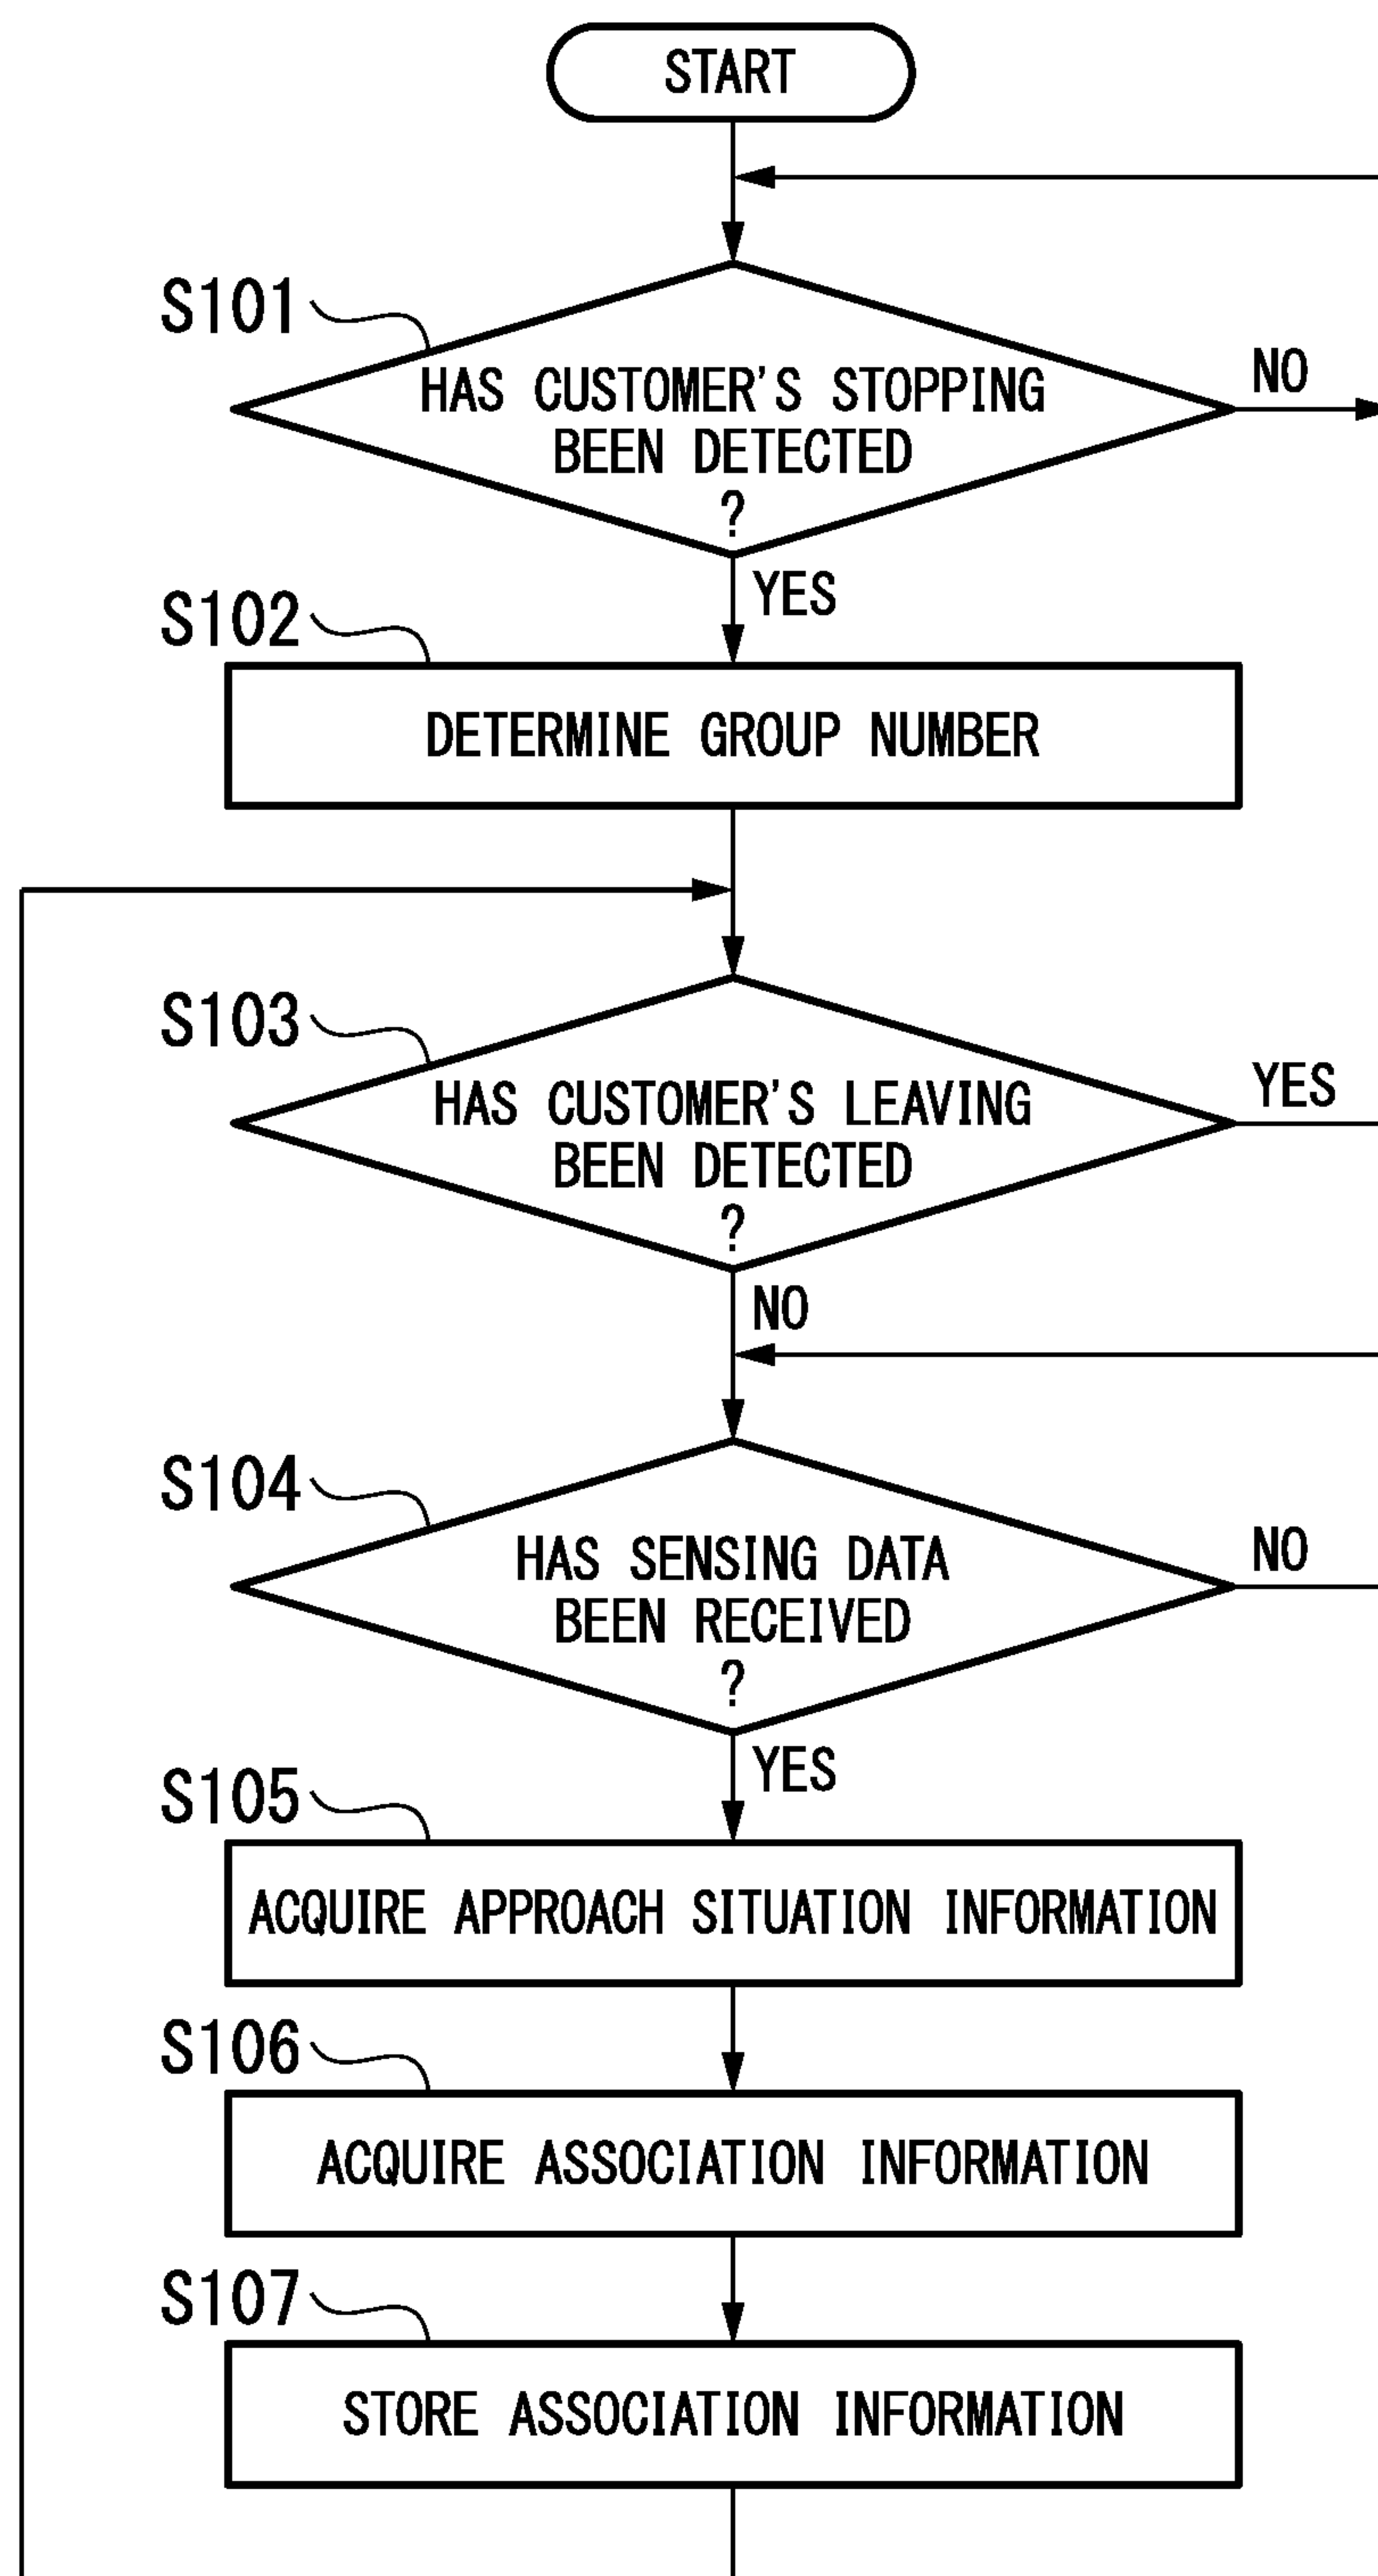 START
S101
HAS CUSTOMER'S STOPPING
BEEN DETECTED
?
NO
YES
S102
DETERMINE GROUP NUMBER
S103
HAS CUSTOMER'S LEAVING
BEEN DETECTED
?
YES
NO
S104
HAS SENSING DATA
BEEN RECEIVED
?
NO
YES
S105
ACQUIRE APPROACH SITUATION INFORMATION
S106
ACQUIRE ASSOCIATION INFORMATION
S107
STORE ASSOCIATION INFORMATION